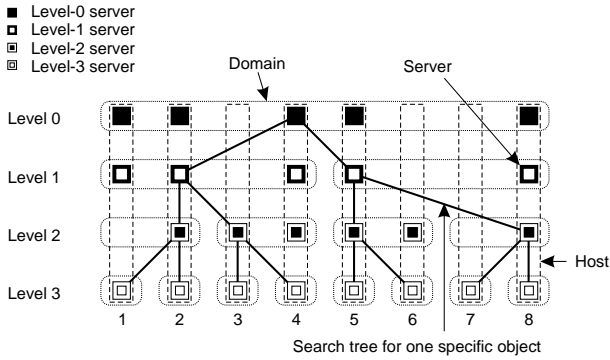 Level-0 server
Level-1 server
Level-2 server
Level-3 server
Domain
Server
Level 0
Level 1
Level 2
Host
Level 3
1 2 3 4 5 6 7 8
Search tree for one specific object